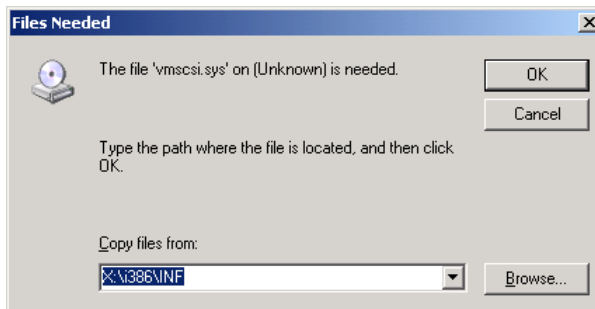 Files Needed
The file 'vmscsi.sys' on (Unknown) is needed.
OK
Cancel
Type the path where the file is located, and then click
OK.
Copy files from:
X:\i386\INF
Browse...